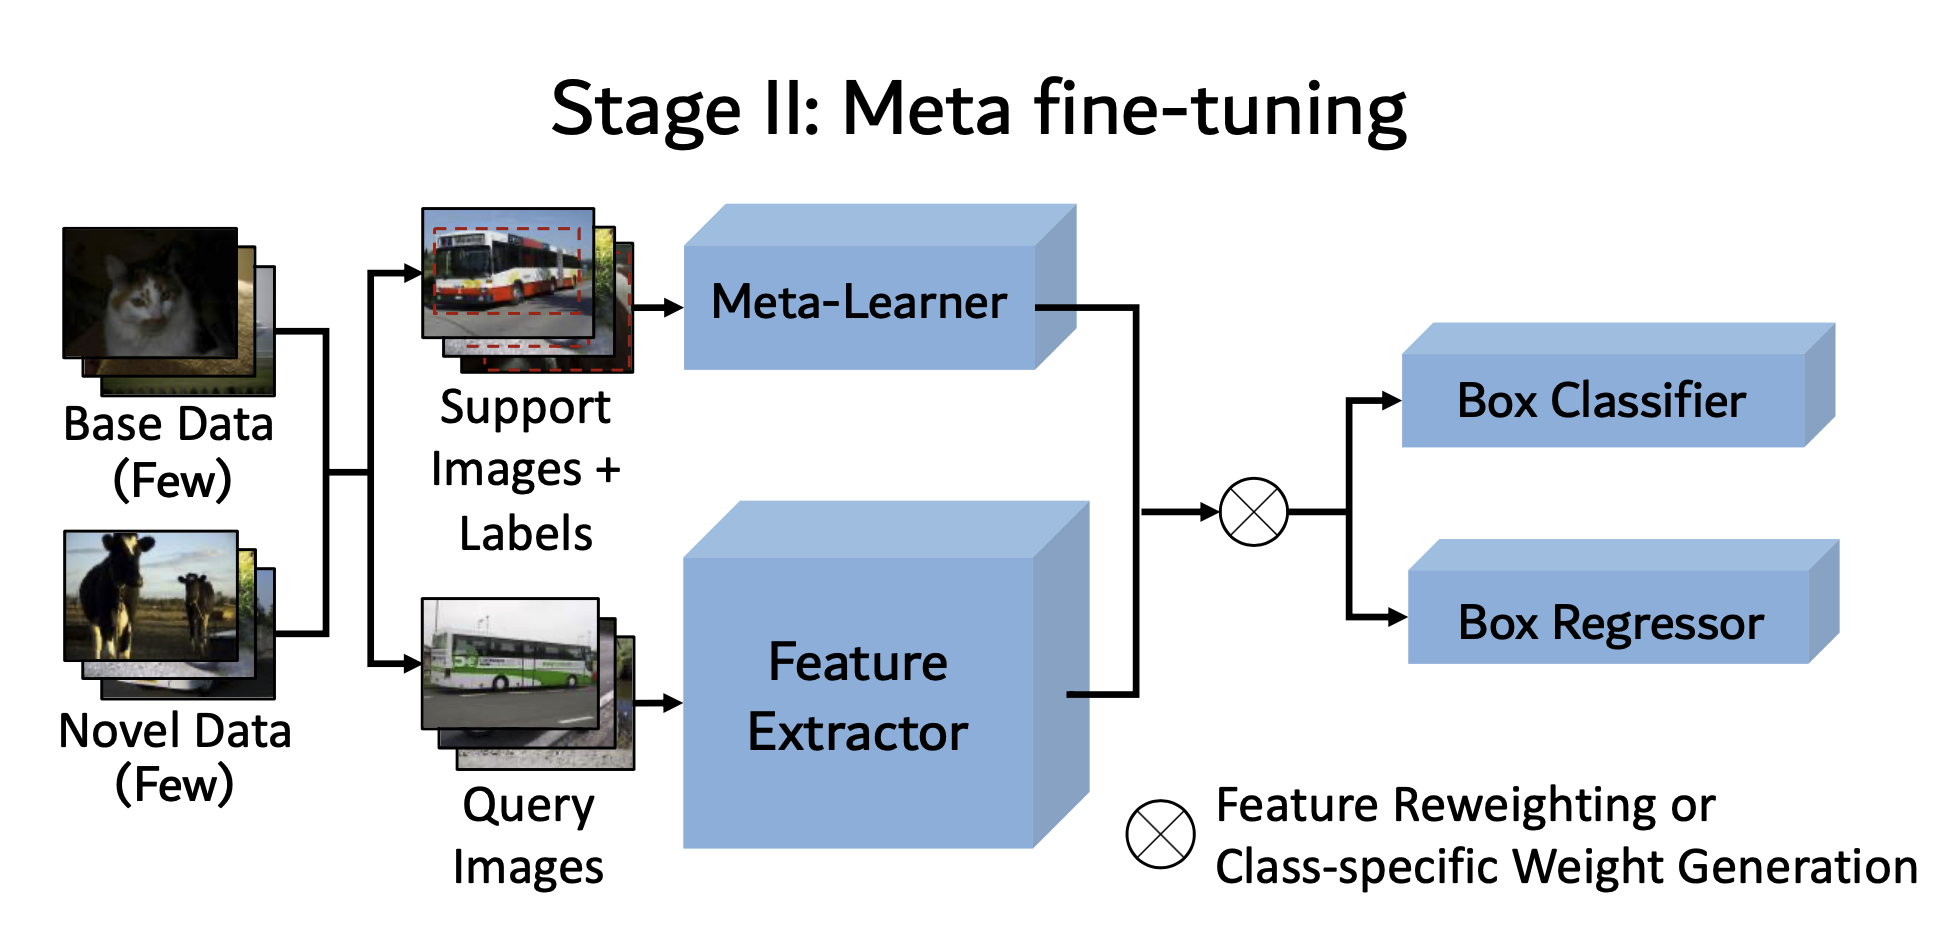 Stage II: Meta fine-tuning
Base Data
(Few)
Novel Data
(Few)
Support
Images +
Labels
Query
Images
Meta-Learner
Feature
Extractor
Box Classifier
Box Regressor
Feature Reweighting or
Class-specific Weight Generation